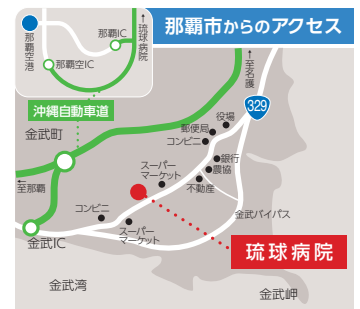 那覇市からのアクセス
↑琉球病院
那覇IC
那覇空港
那覇空IC
沖縄自動車道
↑至名護
329
金武町
役場
郵便局
コンビニ
銀行
農協
不動産
スーパー
マーケット
←
至那覇
コンビニ
スーパー
マーケット
金武バイパス
金武IC
琉球病院
金武湾
金武岬